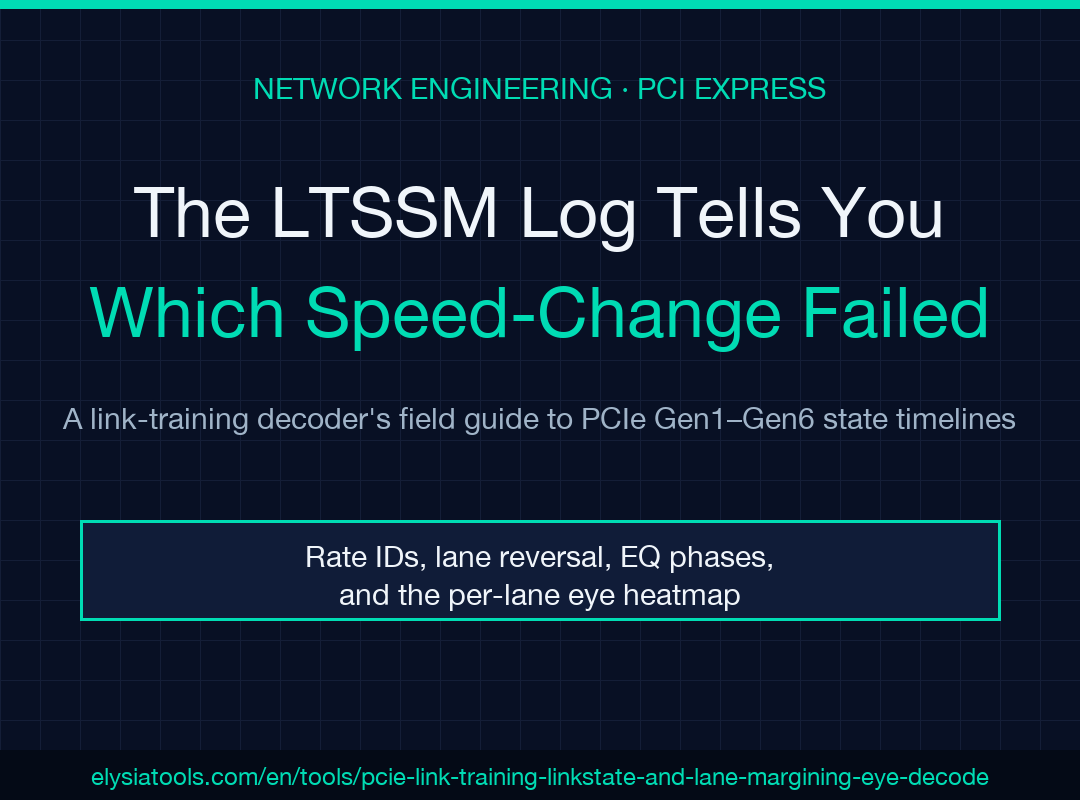 NETWORK ENGINEERING · PCI EXPRESS
The LTSSM Log Tells You
Which Speed-Change Failed
A link-training decoder's field guide to PCIe Gen1–Gen6 state timelines
Rate IDs, lane reversal, EQ phases,
and the per-lane eye heatmap
elysiatools.com/en/tools/pcie-link-training-linkstate-and-lane-margining-eye-decode